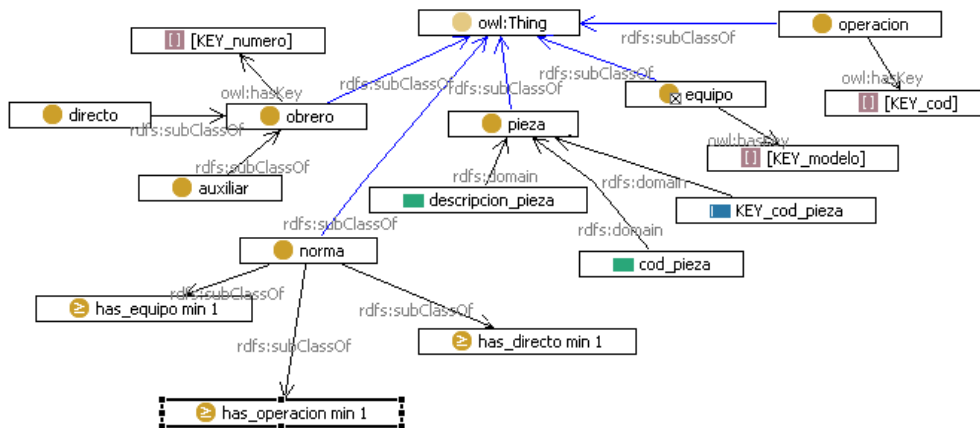 owl:Thing
operacion
[KEY_numero]
rdfs:subClassOf
rdfs:subClassOf
rdfs:subClassOf
rdfs:subClassOf
owl:hasKey
owl:hasKey
equipo
[KEY_cod]
directo
obrero
rdfs:subClassOf
pieza
owl:hasKey
[KEY_modelo]
rdfs:subClassOf
auxiliar
rdfs:domain
rdfs:domain
descripcion_pieza
KEY_cod_pieza
rdfs:subClassOf
rdfs:domain
norma
cod_pieza
rdfs:subClassOf
has_equipo min 1
rdfs:subClassOf
rdfs:subClassOf
has_directo min 1
has_operacion min 1